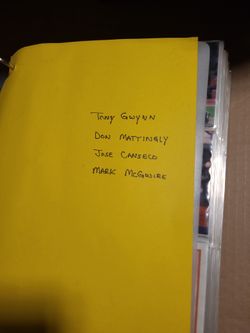 Tony Gwynn
Don Mattingly
Jose Canseco
Mark McGwire